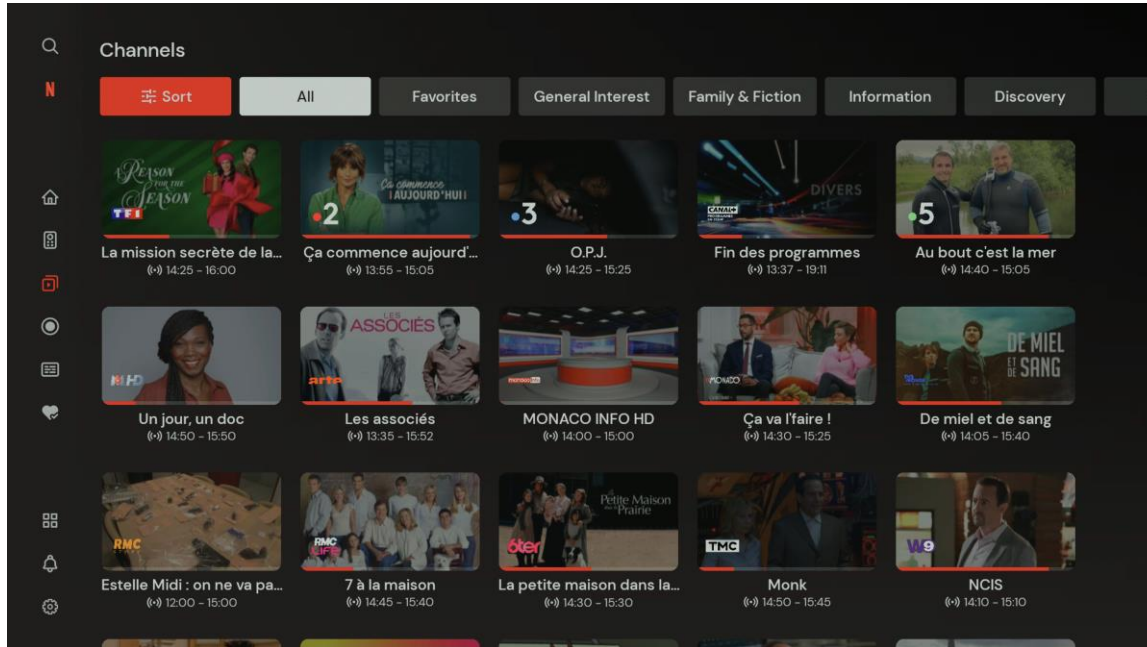 Channels
N
Sort
All
Favorites
General Interest
Family & Fiction
Information
Discovery
A REASON FOR THE SEASON
TF1
2
Ça commence AUJOURD'HUI
3
DIVERS
CANAL+
5
La mission secrète de la...
Ça commence aujourd'...
O.P.J.
Fin des programmes
Au bout c'est la mer
14:25 - 16:00
13:55 - 15:05
14:25 - 15:25
13:37 - 19:11
14:40 - 15:05
M6 HD
LES ASSOCIÉS
arte
monaco info
MONACO
DE MIEL ET DE SANG
Un jour, un doc
Les associés
MONACO INFO HD
Ça va l'faire !
De miel et de sang
14:50 - 15:50
13:35 - 15:52
14:00 - 15:00
14:30 - 15:25
14:05 - 15:40
RMC
RMC LIFE
6ter
La Petite Maison dans la Prairie
TMC
W9
Estelle Midi : on ne va pa...
7 à la maison
La petite maison dans la...
Monk
NCIS
12:00 - 15:00
14:45 - 15:40
14:30 - 15:30
14:50 - 15:45
14:10 - 15:10